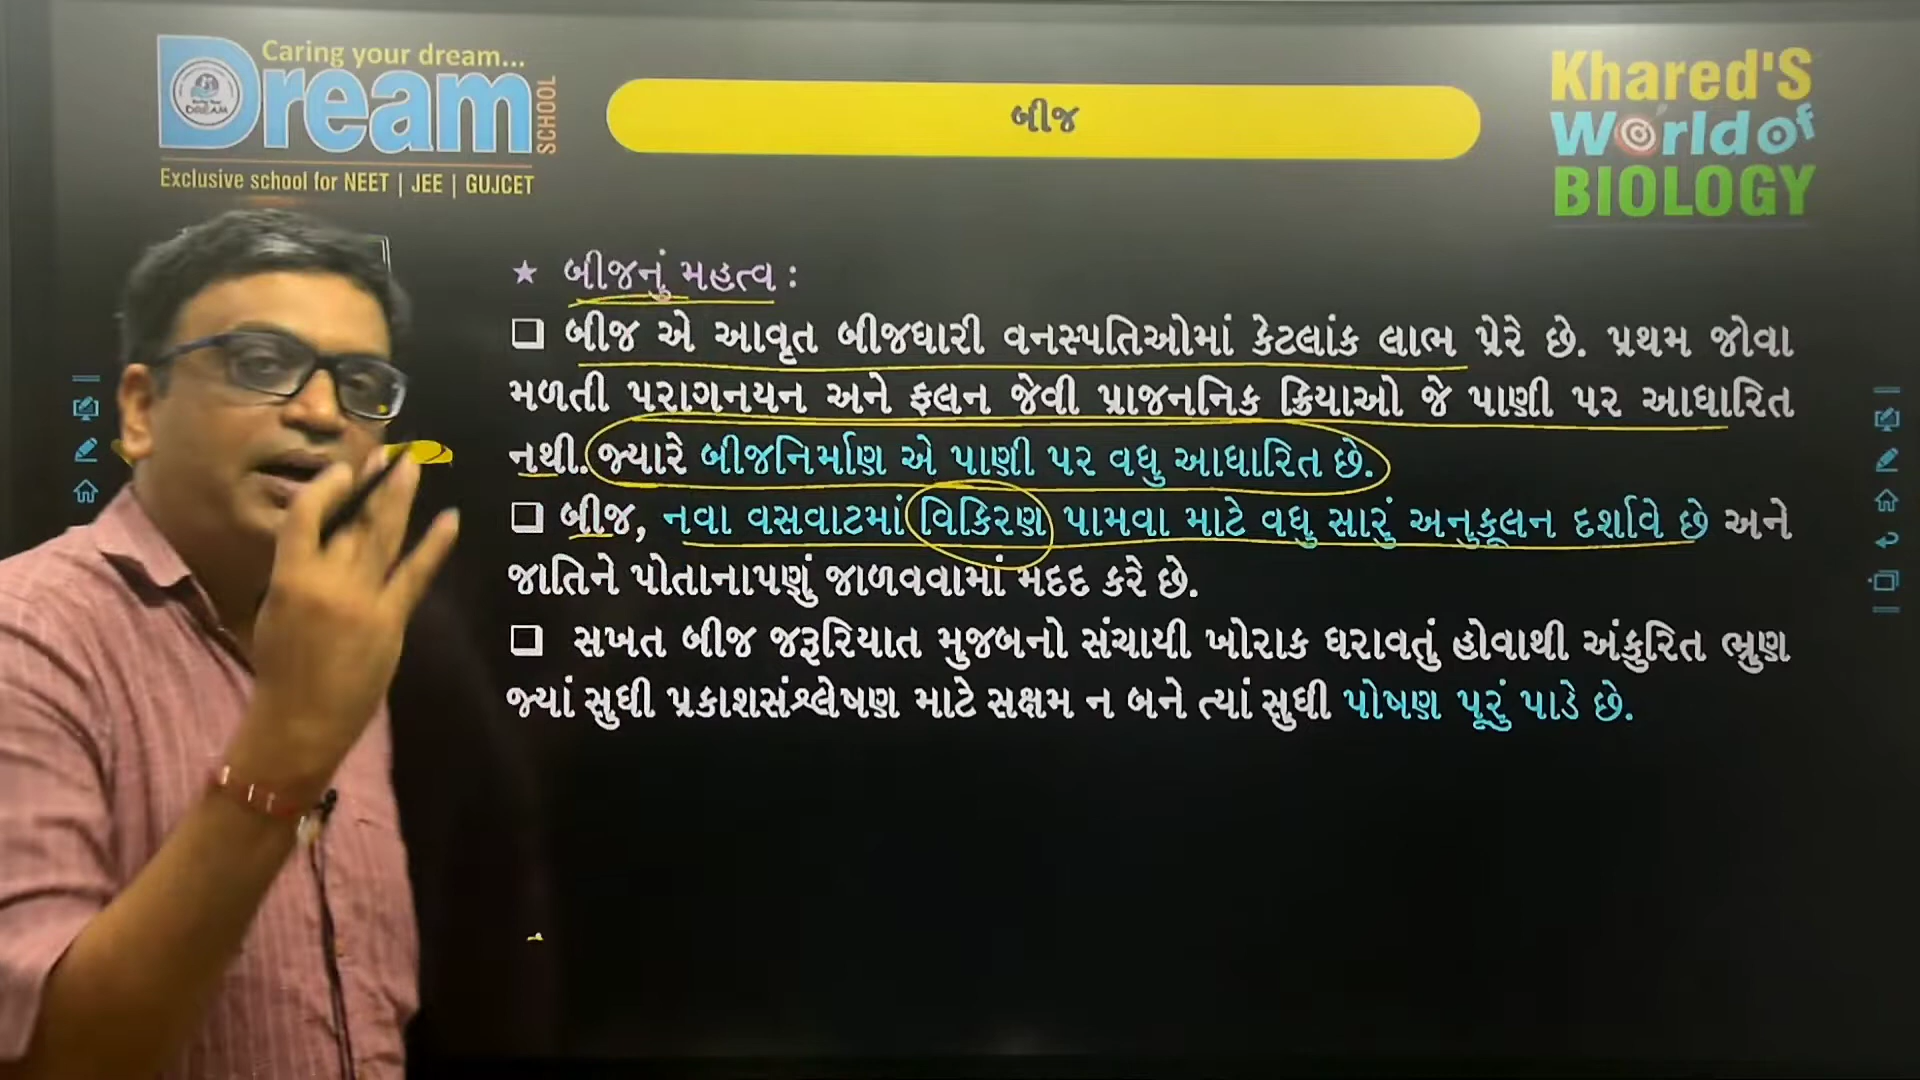 Caring your dream...
Dream
SCHOOL
Exclusive school for NEET | JEE | GUJCET
બીજ
Khared'S
World of
BIOLOGY
★ બીજનું મહત્વ :
❑ બીજ એ આવૃત બીજધારી વનસ્પતિઓમાં કેટલાંક લાભ પ્રેરે છે. પ્રથમ જોવા
મળતી પરાગનયન અને ફલન જેવી પ્રાજનનિક ક્રિયાઓ જે પાણી પર આધારિત
નથી. જ્યારે બીજનિર્માણ એ પાણી પર વધુ આધારિત છે.
❑ બીજ, નવા વસવાટમાં વિકિરણ પામવા માટે વધુ સારું અનુકૂલન દર્શાવે છે અને
જાતિને પોતાનાપણું જાળવવામાં મદદ કરે છે.
❑ સખત બીજ જરૂરિયાત મુજબનો સંચાયી ખોરાક ધરાવતું હોવાથી અંકુરિત ભ્રુણ
જ્યાં સુધી પ્રકાશસંશ્લેષણ માટે સક્ષમ ન બને ત્યાં સુધી પોષણ પૂરું પાડે છે.